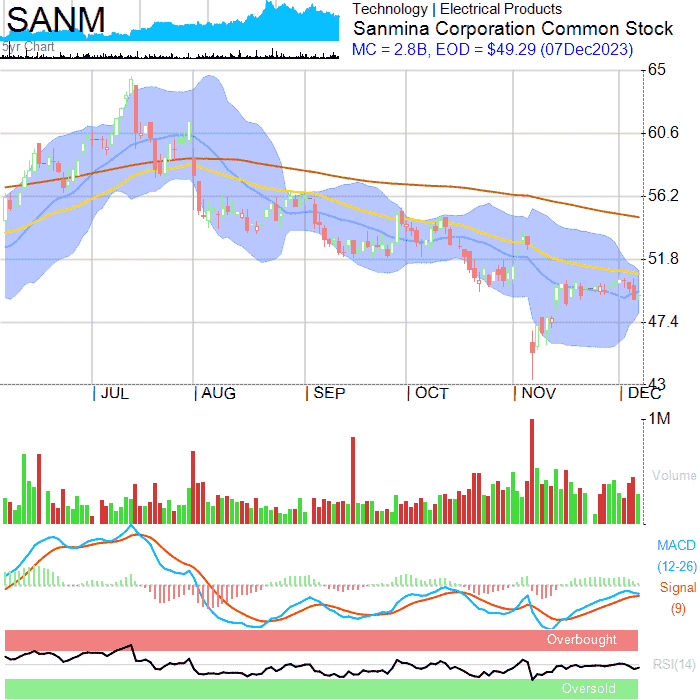 SANM
5yr Chart
Technology | Electrical Products
Sanmina Corporation Common Stock
MC = 2.8B, EOD = $49.29 (07Dec2023)
65
60.6
56.2
51.8
47.4
43
JUL
AUG
SEP
OCT
NOV
DEC
1M
Volume
MACD
(12-26)
Signal
(9)
Overbought
RSI(14)
Oversold